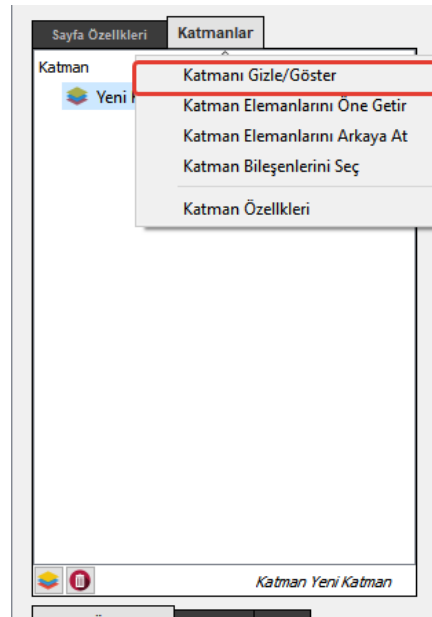 Sayfa Özellikleri
Katmanlar
Katman
Yeni
Katmanı Gizle/Göster
Katman Elemanlarını Öne Getir
Katman Elemanlarını Arkaya At
Katman Bileşenlerini Seç
Katman Özellkleri
Katman Yeni Katman